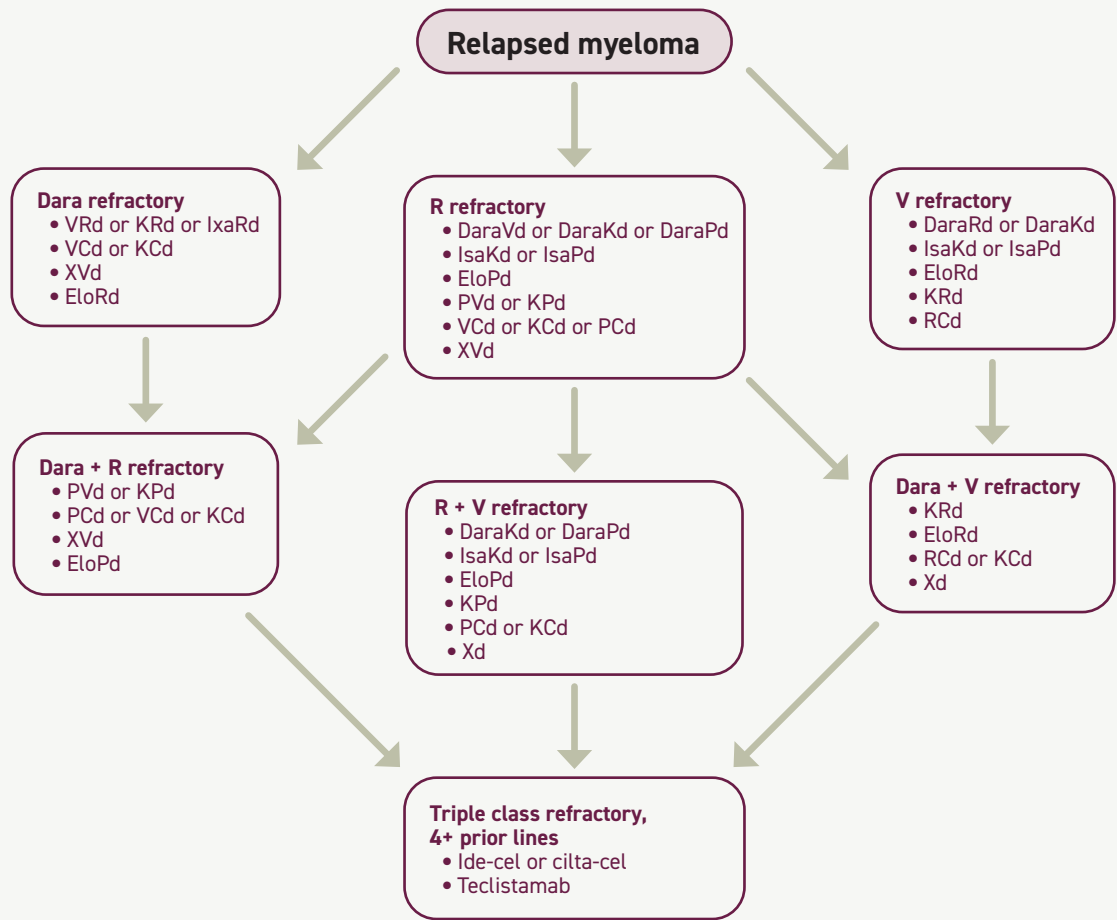 Relapsed myeloma
Dara refractory
• VRd or KRd or IxaRd
• VCd or KCd
• XVd
• EloRd
R refractory
• DaraVd or DaraKd or DaraPd
• IsaKd or IsaPd
• EloPd
• PVd or KPd
• VCd or KCd or PCd
• XVd
V refractory
• DaraRd or DaraKd
• IsaKd or IsaPd
• EloRd
• KRd
• RCd
Dara + R refractory
• PVd or KPd
• PCd or VCd or KCd
• XVd
• EloPd
R + V refractory
• DaraKd or DaraPd
• IsaKd or IsaPd
• EloPd
• KPd
• PCd or KCd
• Xd
Dara + V refractory
• KRd
• EloRd
• RCd or KCd
• Xd
Triple class refractory,
4+ prior lines
• Ide-cel or cilta-cel
• Teclistamab